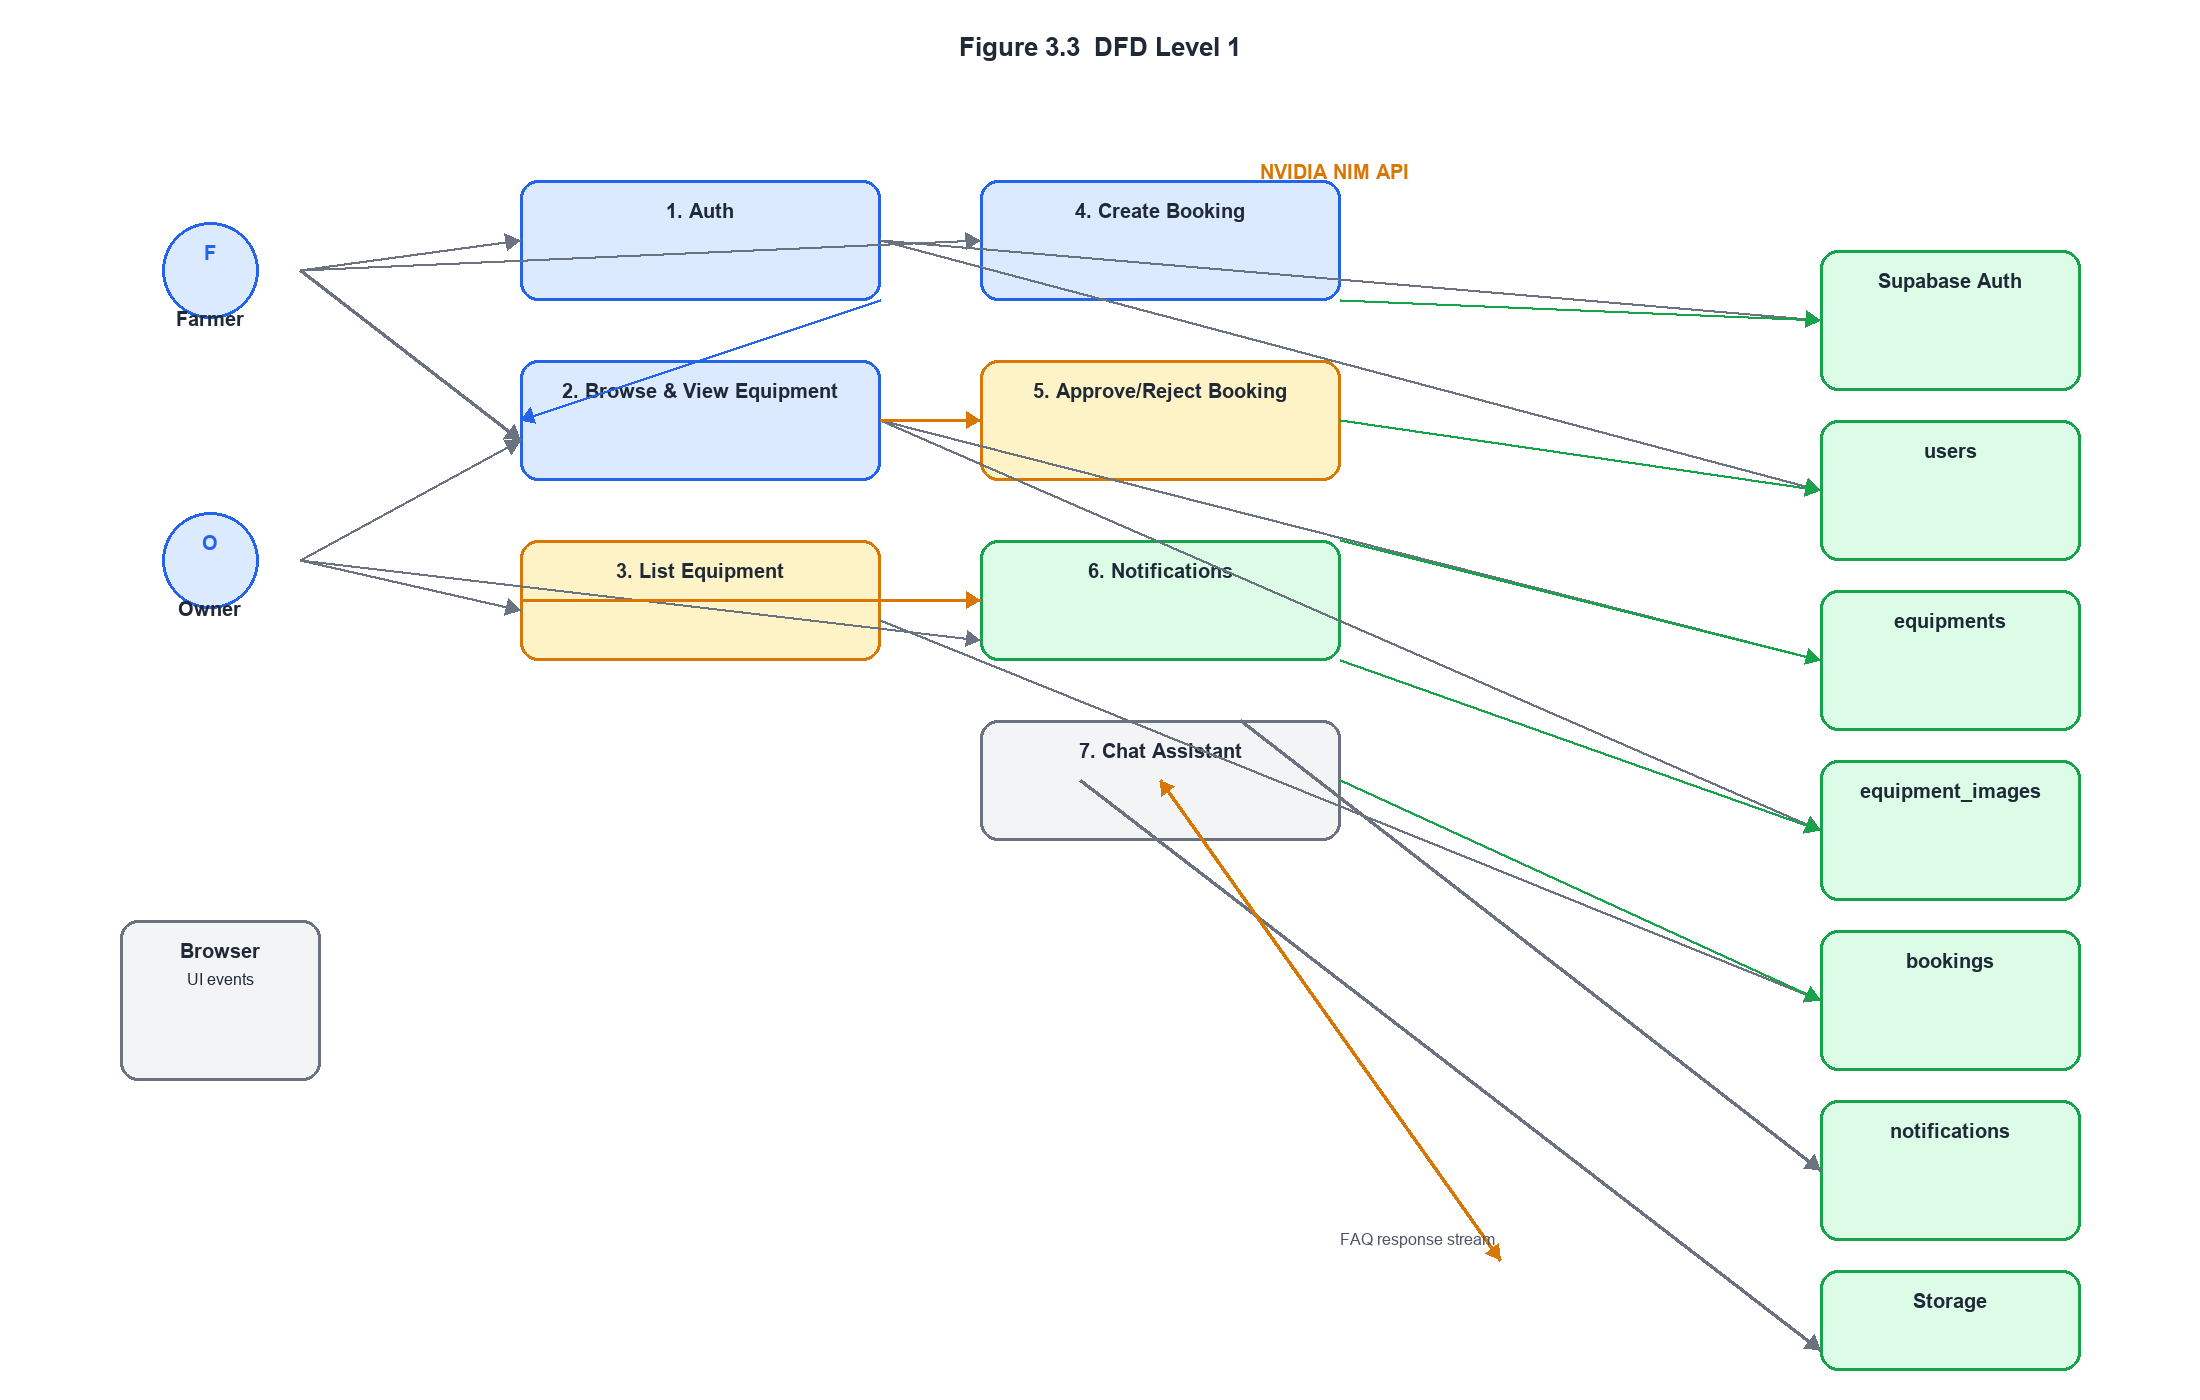 Figure 3.3  DFD Level 1
NVIDIA NIM API
1. Auth
4. Create Booking
F
Farmer
Supabase Auth
2. Browse & View Equipment
5. Approve/Reject Booking
users
O
Owner
3. List Equipment
6. Notifications
equipments
7. Chat Assistant
equipment_images
Browser
UI events
bookings
notifications
FAQ response stream
Storage